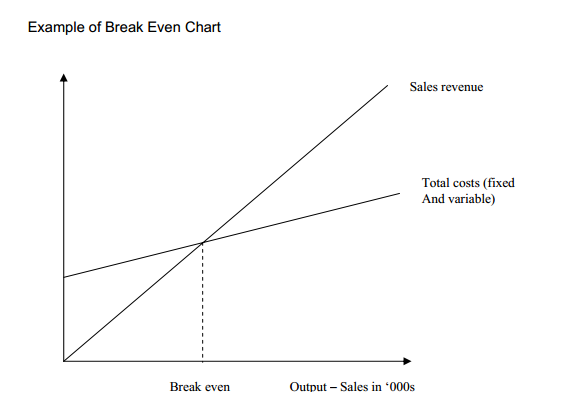 Example of Break Even Chart
Sales revenue
Total costs (fixed
And variable)
Break even
Output – Sales in ‘000s